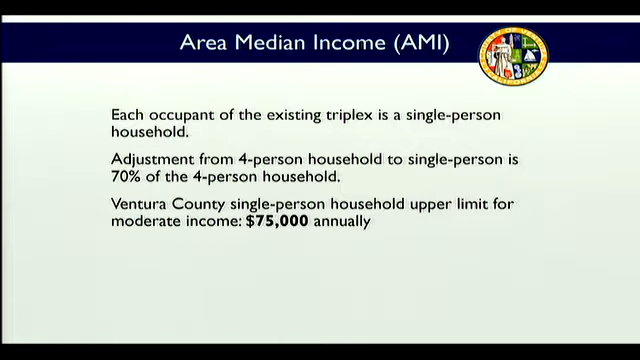 Area Median Income (AMI)
Each occupant of the existing triplex is a single-person
household.
Adjustment from 4-person household to single-person is
70% of the 4-person household.
Ventura County single-person household upper limit for
moderate income: $75,000 annually